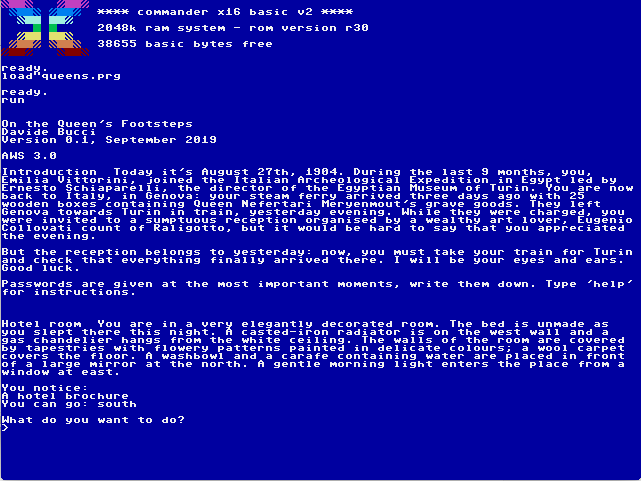 **** commander x16 basic v2 ****
2048k ram system - rom version r30
38655 basic bytes free
ready.
load"queens.prg
ready.
run
On the Queen's Footsteps
Davide Bucci
Version 0.1, September 2019
AWS 3.0
Introduction  Today it's August 27th, 1904. During the last 9 months, you,
Emilia Vittorini, joined the Italian Archeological Expedition in Egypt led by
Ernesto Schiaparelli, the director of the Egyptian Museum of Turin. You are now
back to Italy, in Genova: your steam ferry arrived three days ago with 25
wooden boxes containing Queen Nefertari Meryenmout's grave goods. They left
Genova towards Turin in train, yesterday evening. While they were charged, you
were invited to a sumptuous reception organised by a wealthy art lover, Eugenio
Collovati count of Raligotto, but it would be hard to say that you appreciated
the evening.
But the reception belongs to yesterday: now, you must take your train for Turin
and check that everything finally arrived there. I will be your eyes and ears.
Good luck.
Passwords are given at the most important moments, write them down. Type 'help'
for instructions.
Hotel room  You are in a very elegantly decorated room. The bed is unmade as
you slept there this night. A casted-iron radiator is on the west wall and a
gas chandelier hangs from the white ceiling. The walls of the room are covered
by tapestries with flowery patterns painted in delicate colours; a wool carpet
covers the floor. A washbowl and a carafe containing water are placed in front
of a large mirror at the north. A gentle morning light enters the place from a
window at east.
You notice:
A hotel brochure
You can go: south
What do you want to do?
>